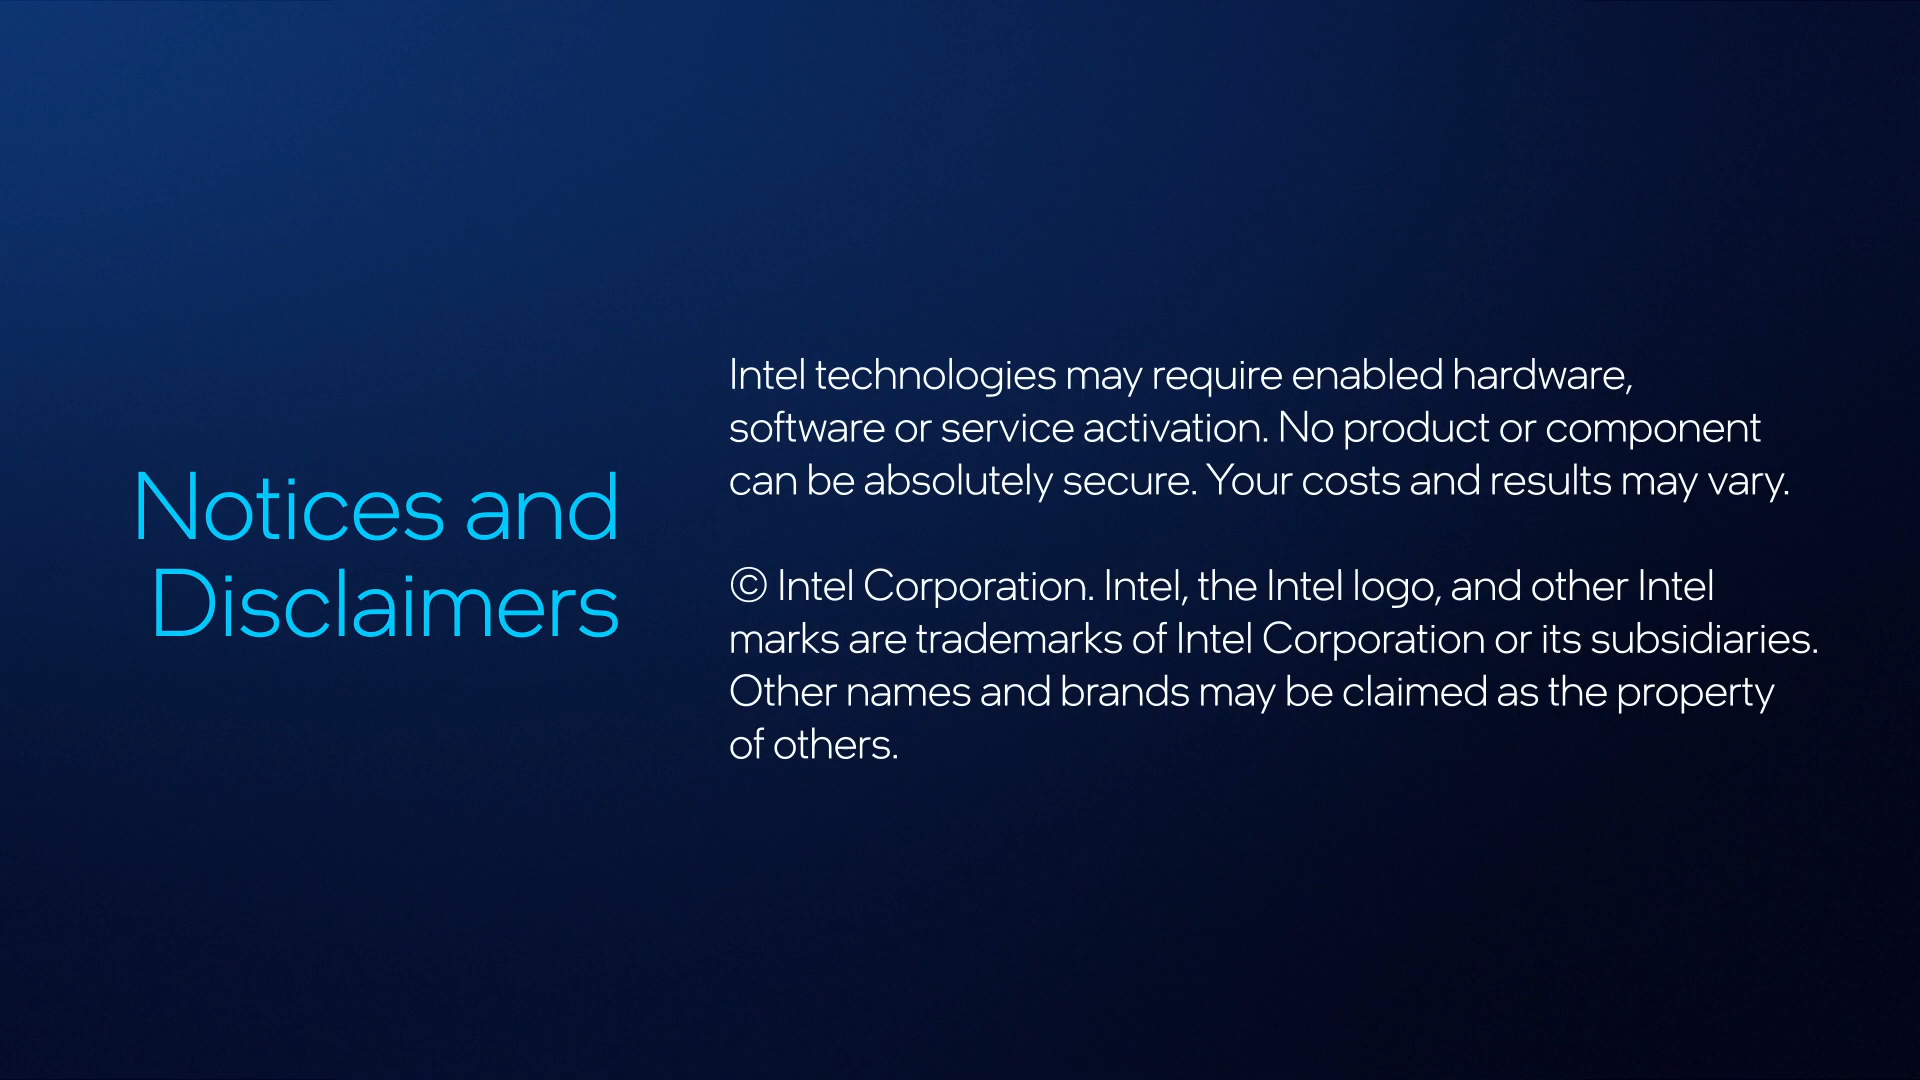 Notices and
Disclaimers
Intel technologies may require enabled hardware,
software or service activation. No product or component
can be absolutely secure. Your costs and results may vary.
© Intel Corporation. Intel, the Intel logo, and other Intel
marks are trademarks of Intel Corporation or its subsidiaries.
Other names and brands may be claimed as the property
of others.